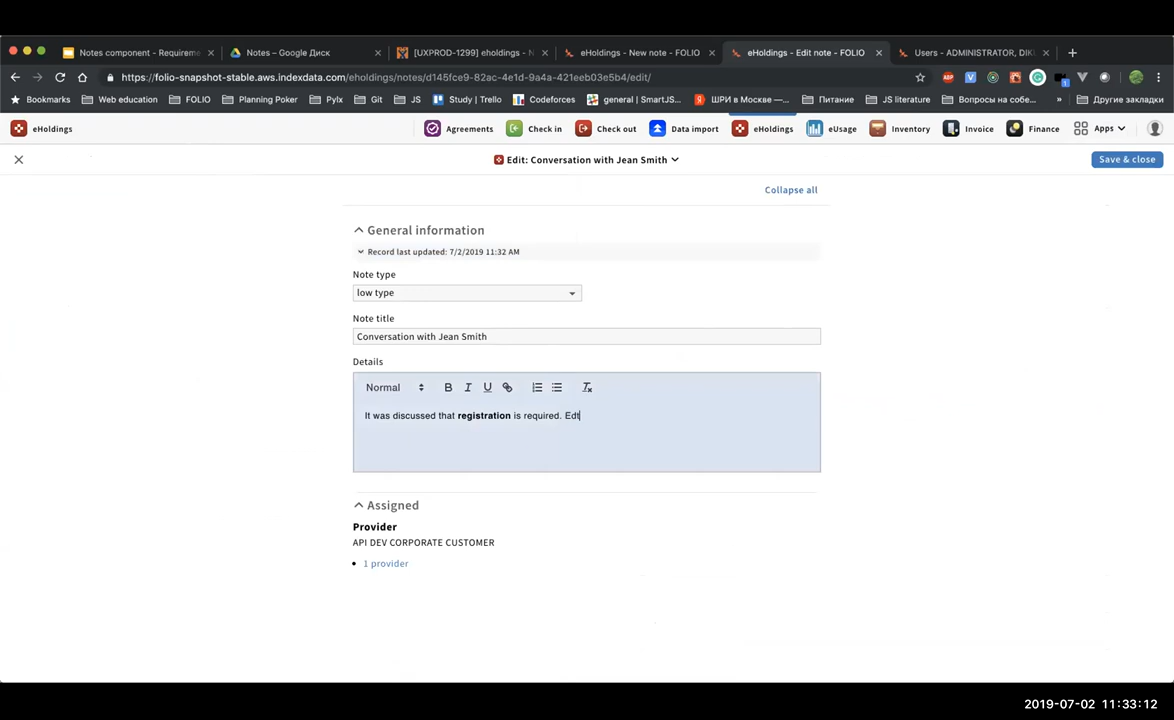 Notes component - Requireme
Notes – Google Диск
[UXPROD-1299] eholdings - N
eHoldings - New note - FOLIO
eHoldings - Edit note - FOLIO
Users - ADMINISTRATOR, DIK
https://folio-snapshot-stable.aws.indexdata.com/eholdings/notes/d145fce9-82ac-4e1d-9a4a-421eeb03e5b4/edit/
Bookmarks
Web education
FOLIO
Planning Poker
Pylx
Git
JS
Study | Trello
Codeforces
general | SmartJS...
ШРИ в Москве —...
Питание
JS literature
Вопросы на собе...
»
Другие закладки
eHoldings
Agreements
Check in
Check out
Data import
eHoldings
eUsage
Inventory
Invoice
Finance
Apps
Edit: Conversation with Jean Smith
Save & close
Collapse all
General information
Record last updated: 7/2/2019 11:32 AM
Note type
low type
Note title
Conversation with Jean Smith
Details
Normal B I U
It was discussed that registration is required. Edt
Assigned
Provider
API DEV CORPORATE CUSTOMER
• 1 provider
2019-07-02 11:33:12